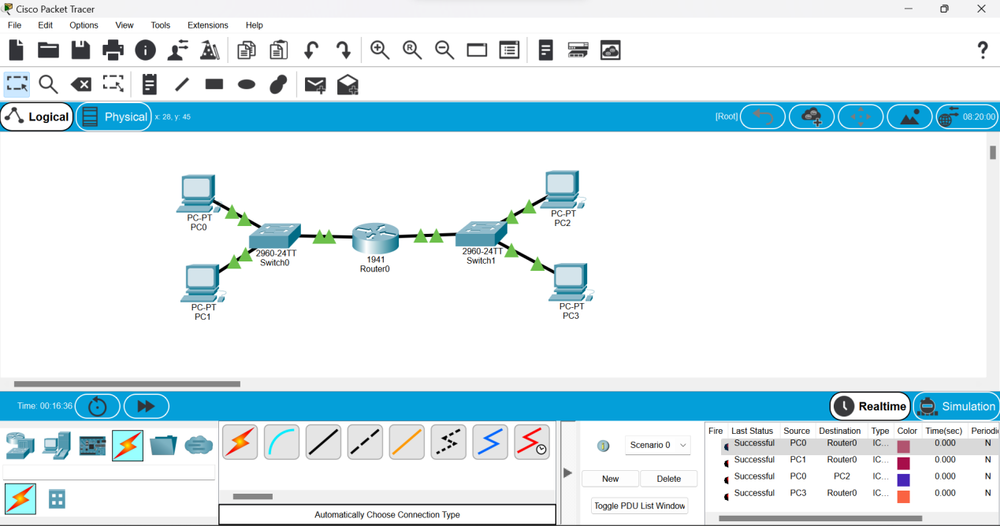 Cisco Packet Tracer
File Edit Options View Tools Extensions Help
Logical Physical x: 28, y: 45 [Root] 08:20:00
PC-PT
PC0
PC-PT
PC1
2960-24TT
Switch0
1941
Router0
2960-24TT
Switch1
PC-PT
PC2
PC-PT
PC3
Time: 00:16:36 Realtime Simulation
Automatically Choose Connection Type
Scenario 0
New Delete
Toggle PDU List Window
Fire Last Status Source Destination Type Color Time(sec) Periodi
Successful PC0 Router0 IC... 0.000 N
Successful PC1 Router0 IC... 0.000 N
Successful PC0 PC2 IC... 0.000 N
Successful PC3 Router0 IC... 0.000 N